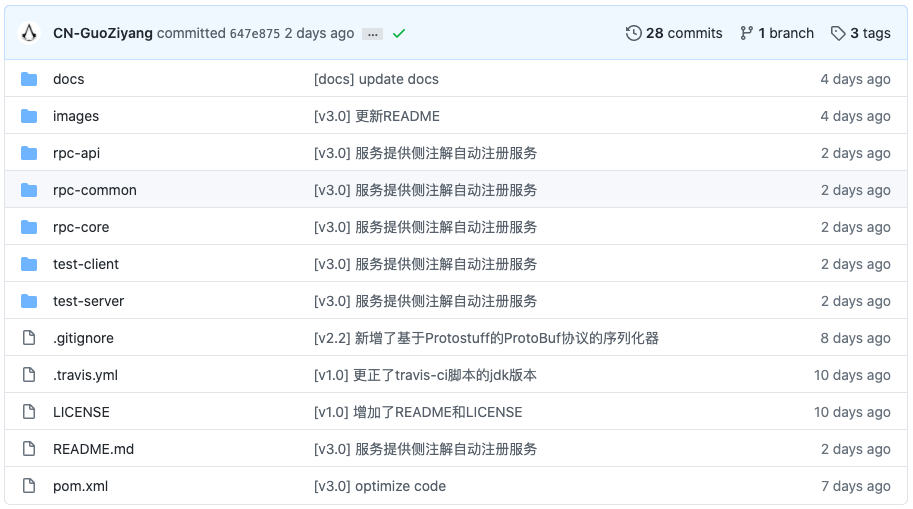 CN-GuoZiyang committed 647e875 2 days ago ... 28 commits 1 branch 3 tags
docs [docs] update docs 4 days ago
images [v3.0] 更新README 4 days ago
rpc-api [v3.0] 服务提供侧注解自动注册服务 2 days ago
rpc-common [v3.0] 服务提供侧注解自动注册服务 2 days ago
rpc-core [v3.0] 服务提供侧注解自动注册服务 2 days ago
test-client [v3.0] 服务提供侧注解自动注册服务 2 days ago
test-server [v3.0] 服务提供侧注解自动注册服务 2 days ago
.gitignore [v2.2] 新增了基于Protostuff的ProtoBuf协议的序列化器 8 days ago
.travis.yml [v1.0] 更正了travis-ci脚本的jdk版本 10 days ago
LICENSE [v1.0] 增加了README和LICENSE 10 days ago
README.md [v3.0] 服务提供侧注解自动注册服务 2 days ago
pom.xml [v3.0] optimize code 7 days ago